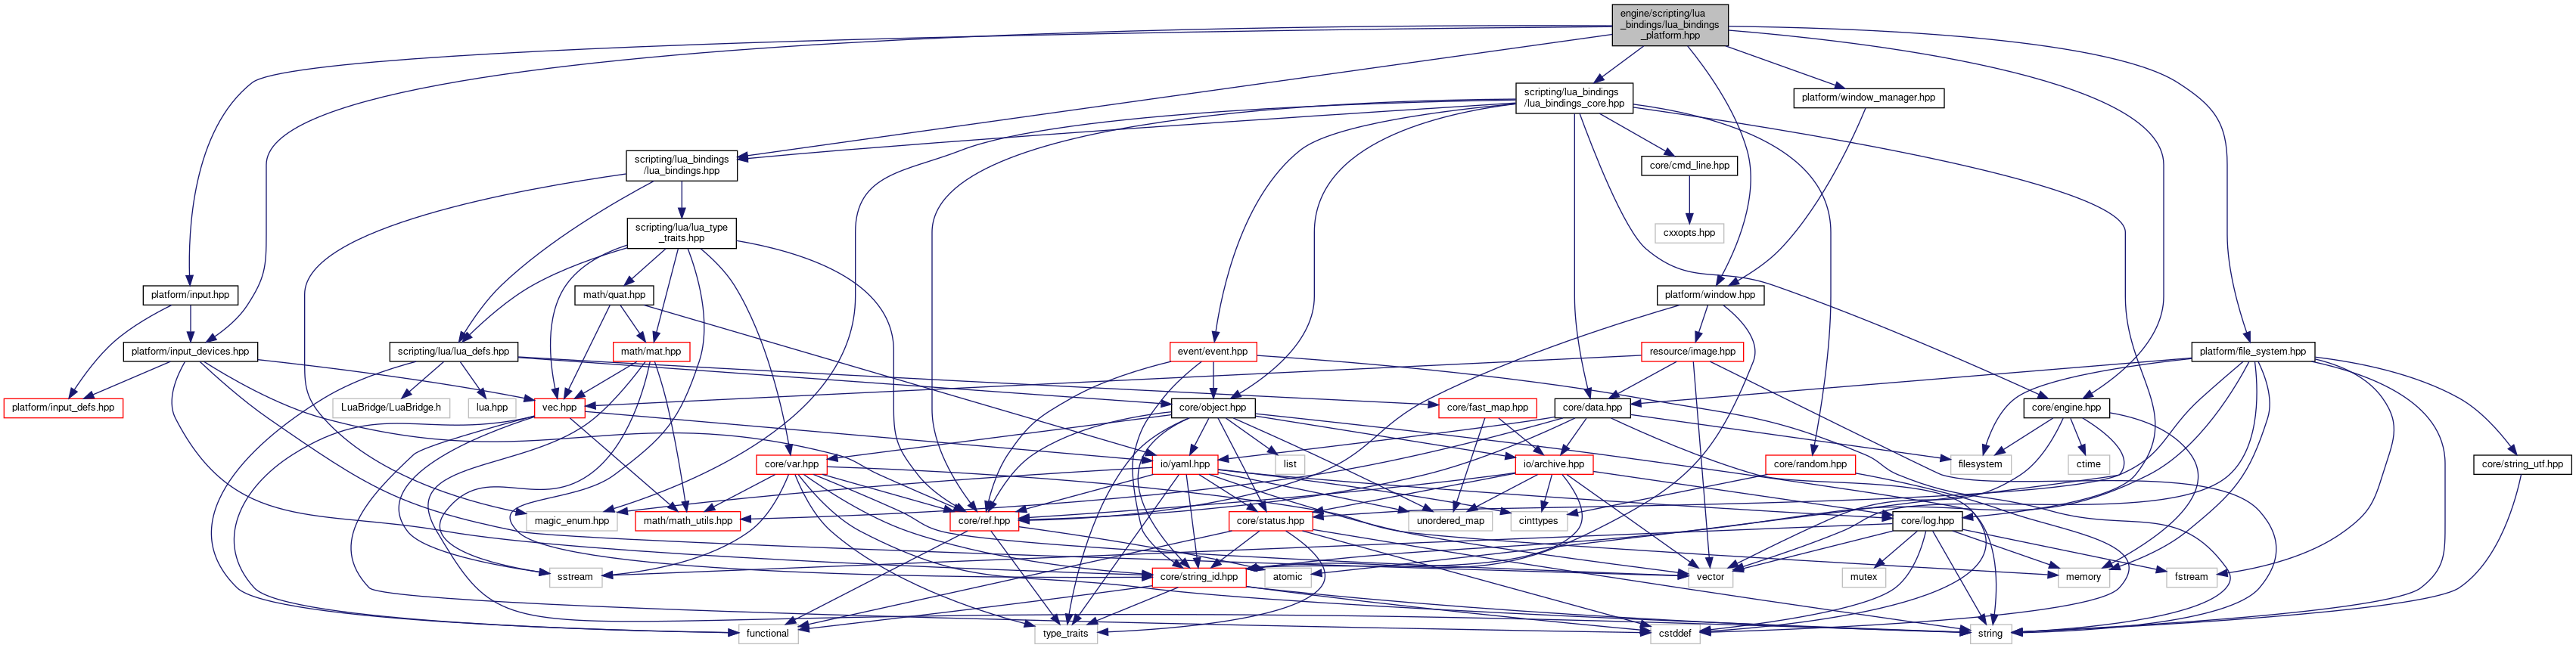 engine/scripting/lua
_bindings/lua_bindings
_platform.hpp
scripting/lua_bindings
/lua_bindings_core.hpp
platform/window_manager.hpp
scripting/lua_bindings
/lua_bindings.hpp
core/cmd_line.hpp
scripting/lua/lua_type
_traits.hpp
cxxopts.hpp
platform/input.hpp
math/quat.hpp
platform/window.hpp
platform/input_devices.hpp
scripting/lua/lua_defs.hpp
math/mat.hpp
event/event.hpp
resource/image.hpp
platform/file_system.hpp
platform/input_defs.hpp
LuaBridge/LuaBridge.h
lua.hpp
vec.hpp
core/object.hpp
core/fast_map.hpp
core/data.hpp
core/engine.hpp
core/var.hpp
io/yaml.hpp
list
io/archive.hpp
core/random.hpp
filesystem
ctime
core/string_utf.hpp
magic_enum.hpp
math/math_utils.hpp
core/ref.hpp
core/status.hpp
unordered_map
cinttypes
core/log.hpp
sstream
core/string_id.hpp
atomic
vector
mutex
memory
fstream
functional
type_traits
cstddef
string